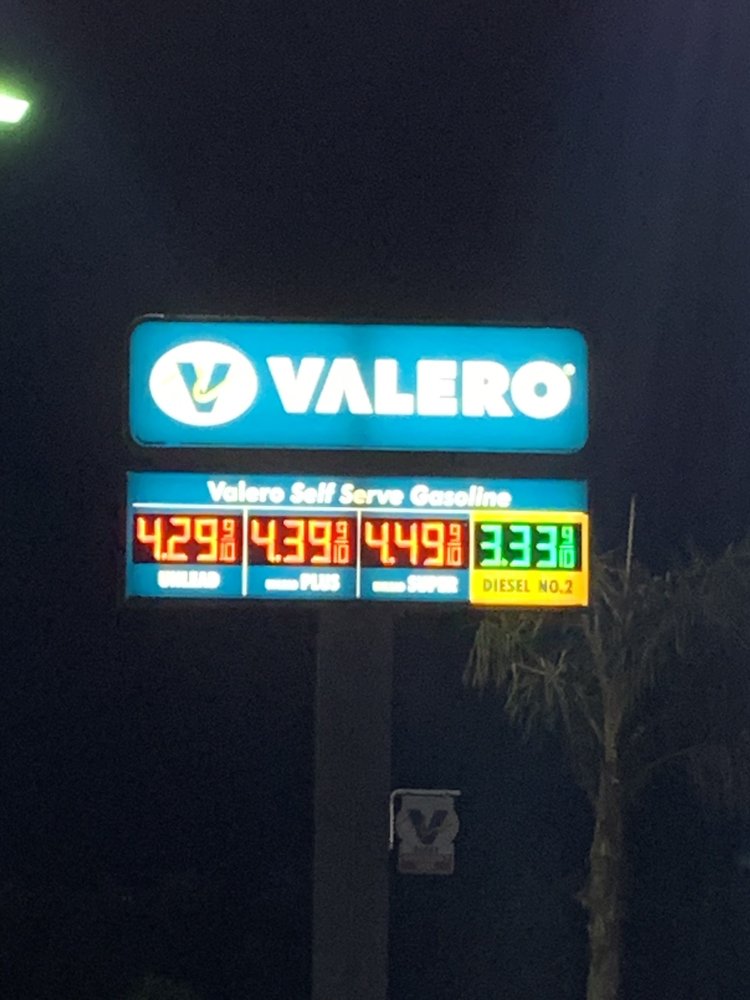 VALERO
Valero Self Serve Gasoline
4.29 9/10 4.39 9/10 4.49 9/10 3.33 9/10
UNLEAD PLUS SUPER DIESEL NO.2
V